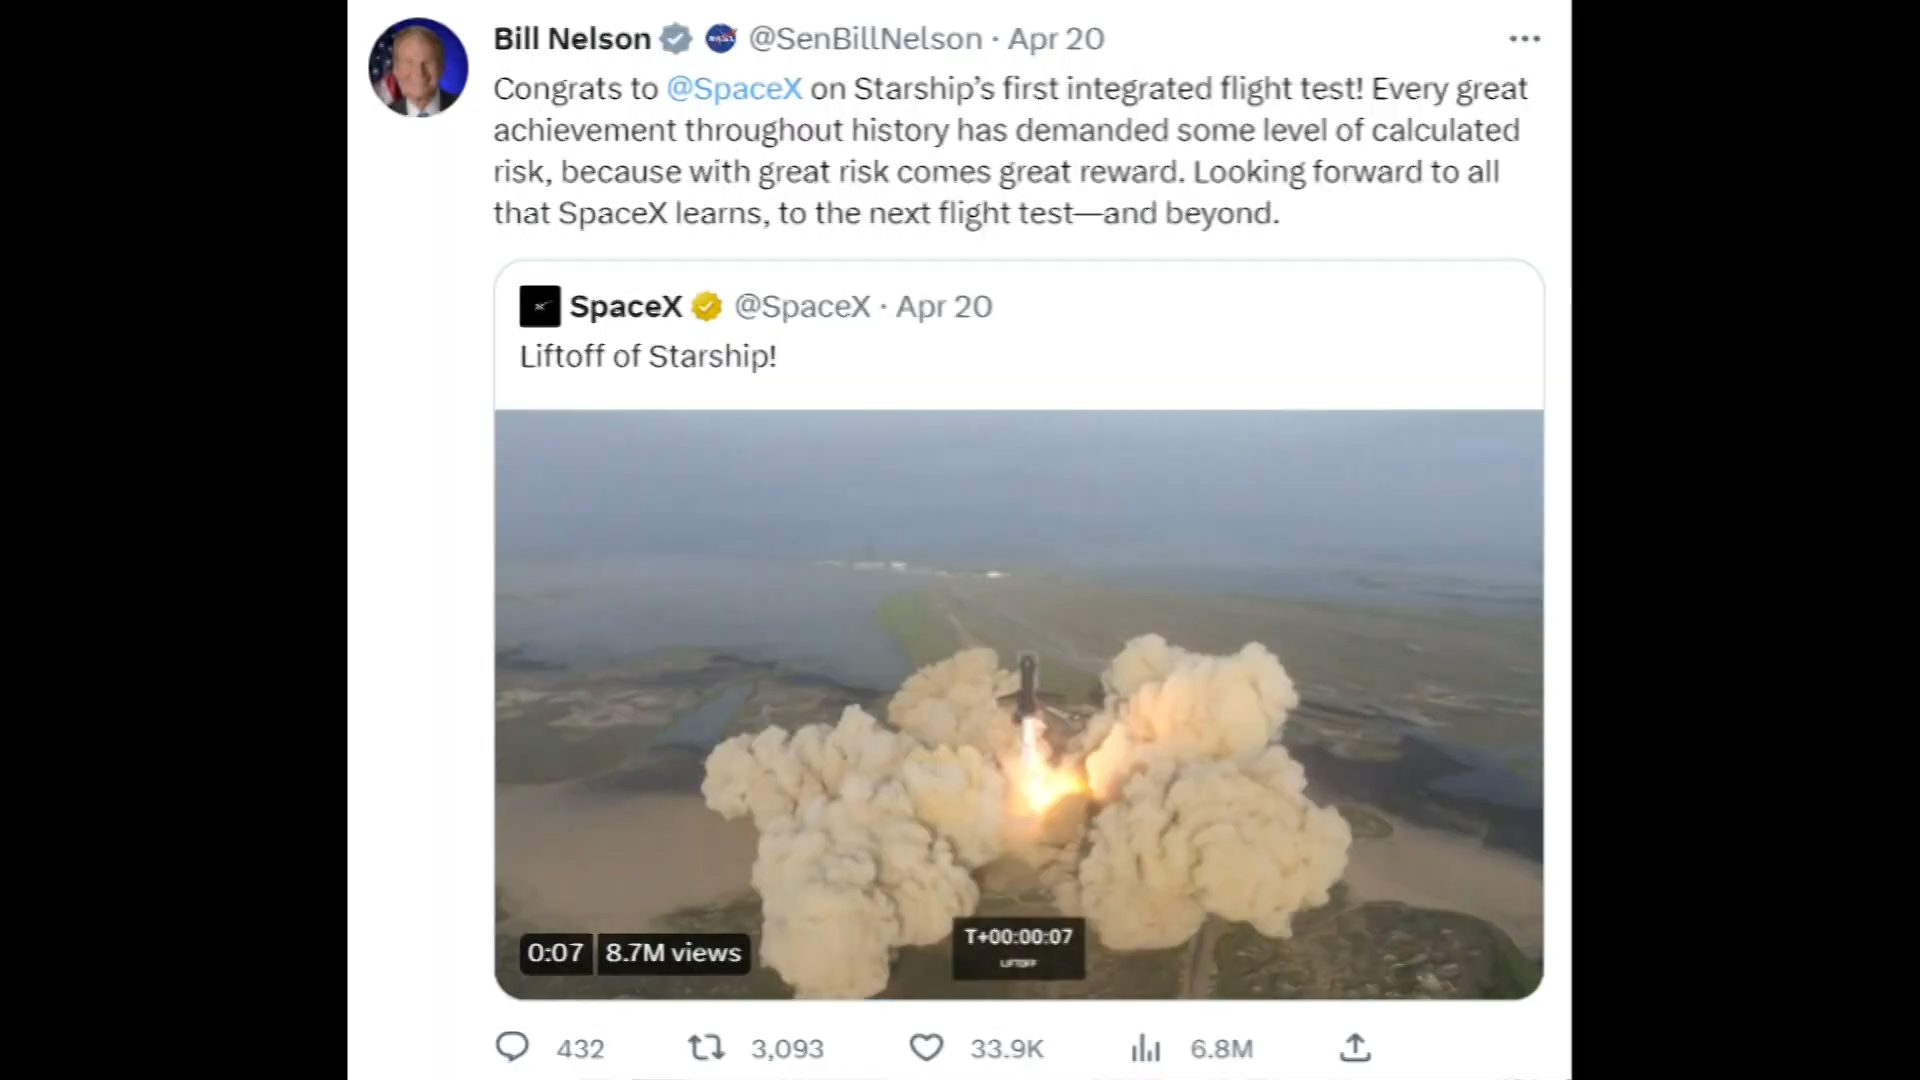 Bill Nelson @SenBillNelson · Apr 20
Congrats to @SpaceX on Starship’s first integrated flight test! Every great
achievement throughout history has demanded some level of calculated
risk, because with great risk comes great reward. Looking forward to all
that SpaceX learns, to the next flight test—and beyond.
SpaceX @SpaceX · Apr 20
Liftoff of Starship!
T+00:00:07
LIFTOFF
0:07 8.7M views
432 3,093 33.9K 6.8M